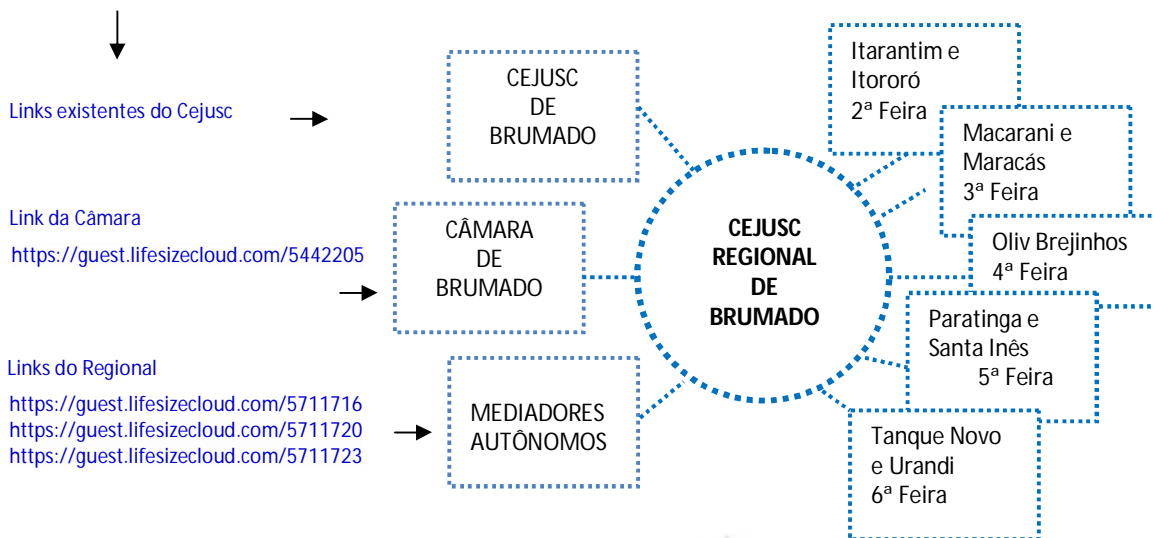 Links existentes do Cejusc
Link da Câmara
https://guest.lifesizecloud.com/5442205
Links do Regional
https://guest.lifesizecloud.com/5711716
https://guest.lifesizecloud.com/5711720
https://guest.lifesizecloud.com/5711723
CEJUSC
DE
BRUMADO
CÂMARA
DE
BRUMADO
MEDIADORES
AUTÔNOMOS
CEJUSC
REGIONAL
DE
BRUMADO
Itarantim e
Itororó
2ª Feira
Macarani e
Maracás
3ª Feira
Oliv Brejinhos
4ª Feira
Paratinga e
Santa Inês
5ª Feira
Tanque Novo
e Urandi
6ª Feira